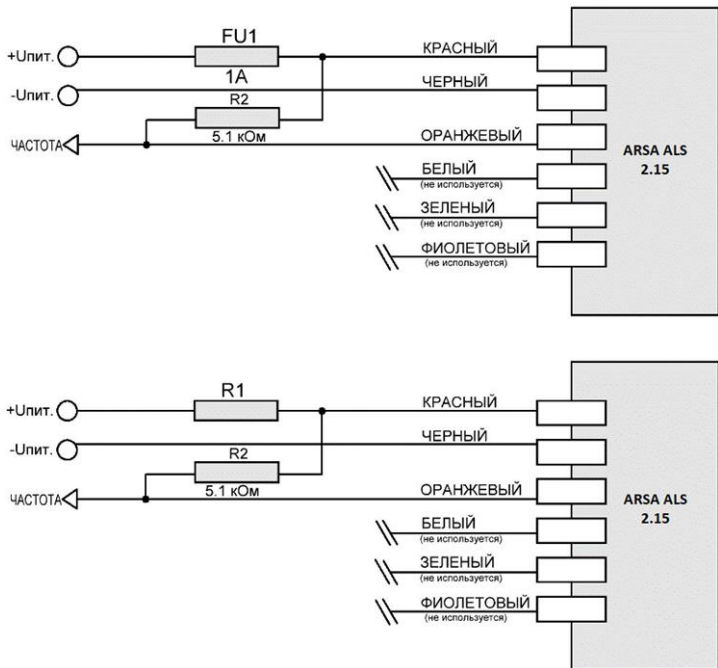 FU1
+Uпит.
КРАСНЫЙ
1А
-Uпит.
ЧЕРНЫЙ
R2
5.1 кОм
ЧАСТОТА
ОРАНЖЕВЫЙ
ARSA ALS
2.15
БЕЛЫЙ
(не используется)
ЗЕЛЕНЫЙ
(не используется)
ФИОЛЕТОВЫЙ
(не используется)
R1
+Uпит.
КРАСНЫЙ
-Uпит.
ЧЕРНЫЙ
R2
5.1 кОм
ЧАСТОТА
ОРАНЖЕВЫЙ
ARSA ALS
2.15
БЕЛЫЙ
(не используется)
ЗЕЛЕНЫЙ
(не используется)
ФИОЛЕТОВЫЙ
(не используется)